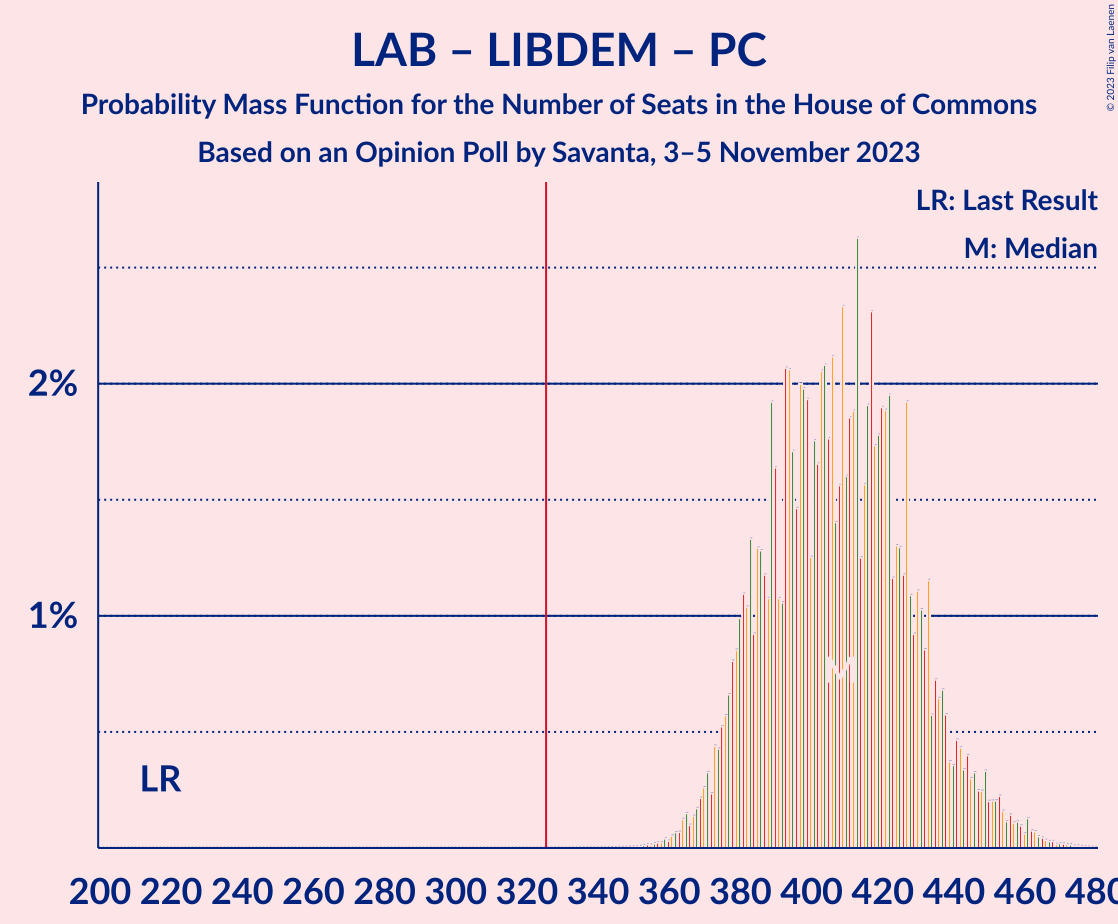 LAB – LIBDEM – PC
Probability Mass Function for the Number of Seats in the House of Commons
Based on an Opinion Poll by Savanta, 3–5 November 2023
© 2023 Filip van Laenen
LR: Last Result
M: Median
2%
1%
M
LR
200 220 240 260 280 300 320 340 360 380 400 420 440 460 480